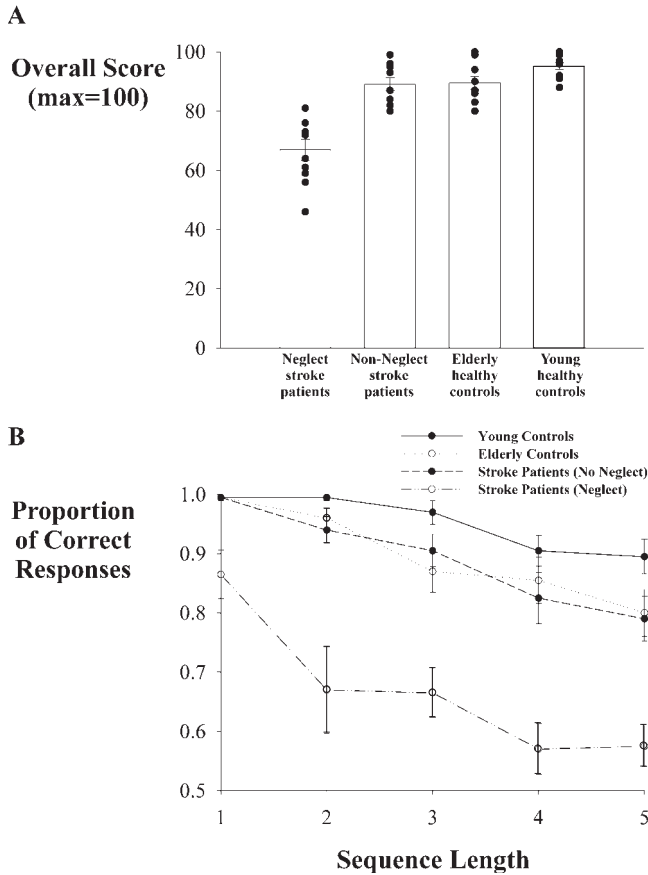 A
Overall Score
(max=100)
100
80
60
40
20
0
Neglect
stroke
patients
Non-Neglect
stroke
patients
Elderly
healthy
controls
Young
healthy
controls
B
Young Controls
Elderly Controls
Stroke Patients (No Neglect)
Stroke Patients (Neglect)
Proportion
of Correct
Responses
1.0
0.9
0.8
0.7
0.6
0.5
1 2 3 4 5
Sequence Length